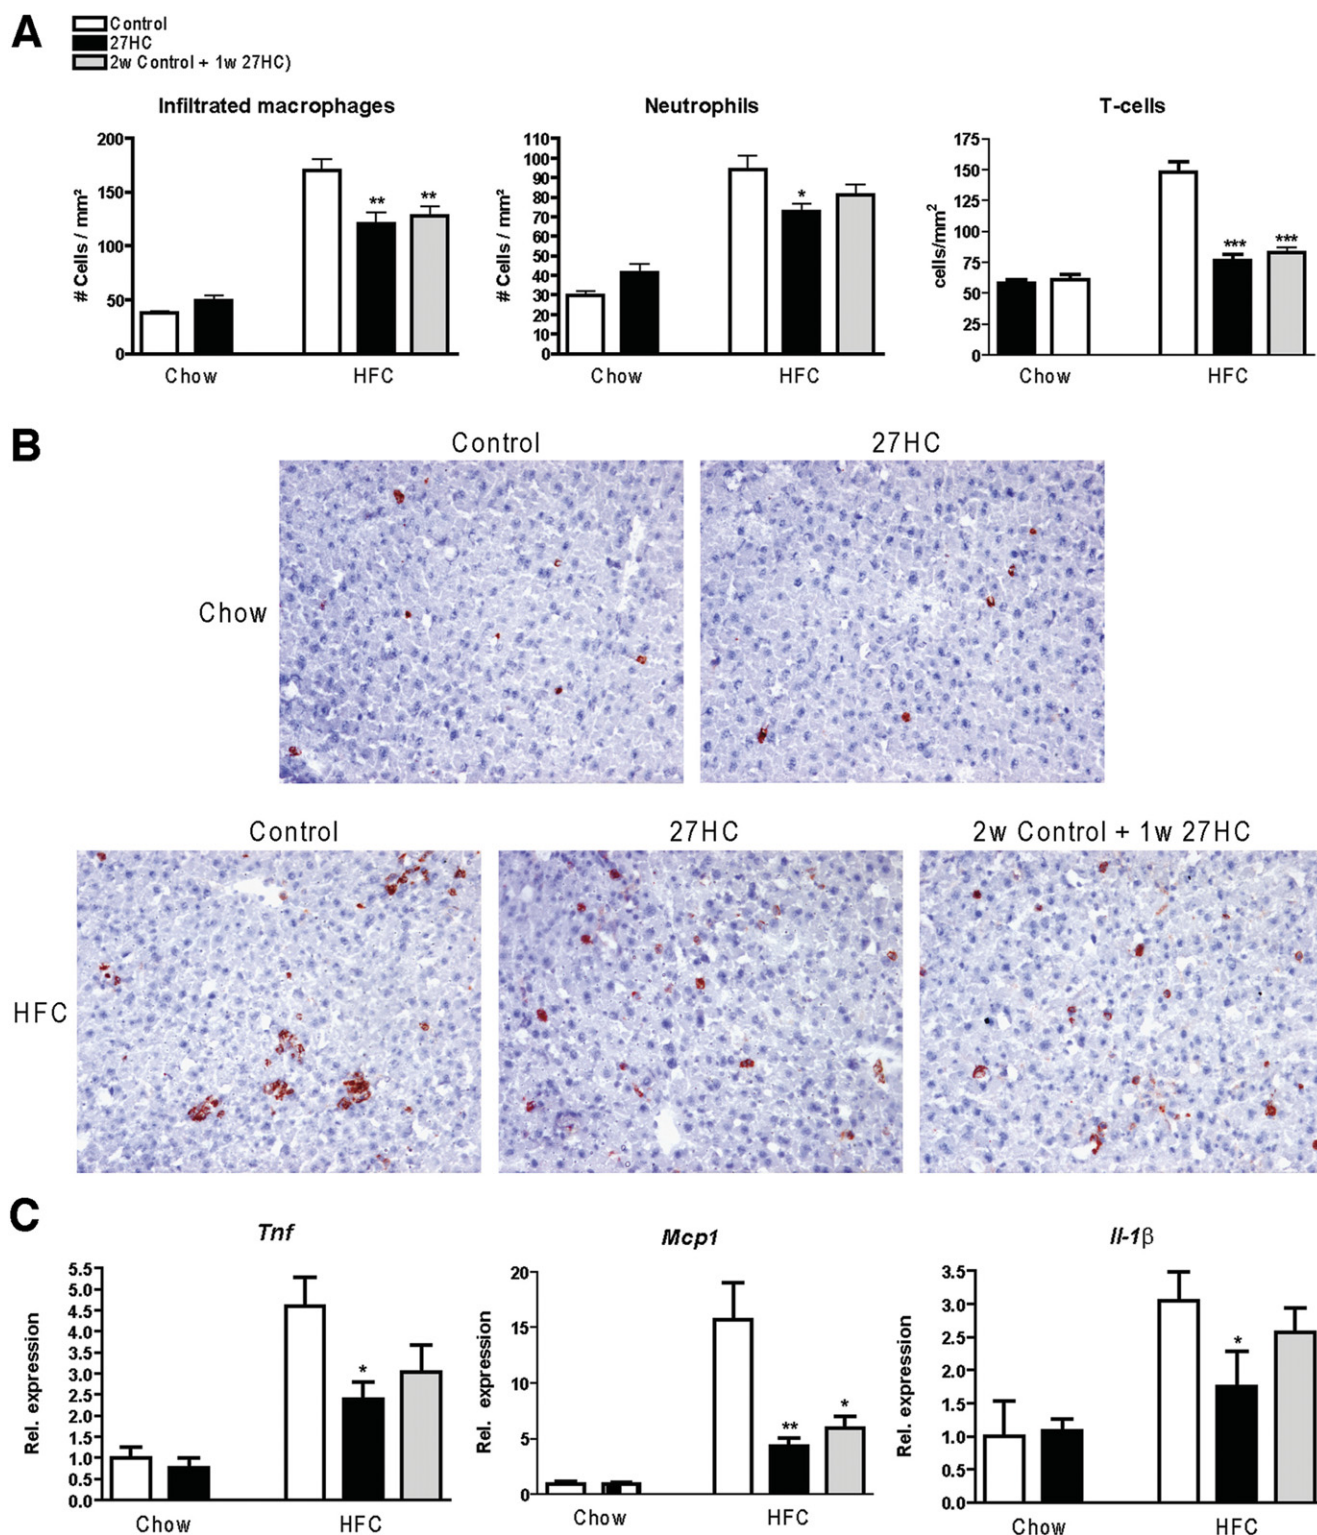 A
Control
27HC
2w Control + 1w 27HC)
Infiltrated macrophages
Neutrophils
T-cells
# Cells / mm²
200
150
100
50
0
**
**
Chow
HFC
# Cells / mm²
110
100
90
80
70
60
50
40
30
20
10
0
*
Chow
HFC
cells/mm²
175
150
125
100
75
50
25
0
***
***
Chow
HFC
B
Control
27HC
Chow
Control
27HC
2w Control + 1w 27HC
HFC
C
Tnf
Mcp1
Il-1β
Rel. expression
5.5
5.0
4.5
4.0
3.5
3.0
2.5
2.0
1.5
1.0
0.5
0.0
*
Chow
HFC
Rel. expression
20
15
10
5
0
**
*
Chow
HFC
Rel. expression
3.5
3.0
2.5
2.0
1.5
1.0
0.5
0.0
*
Chow
HFC